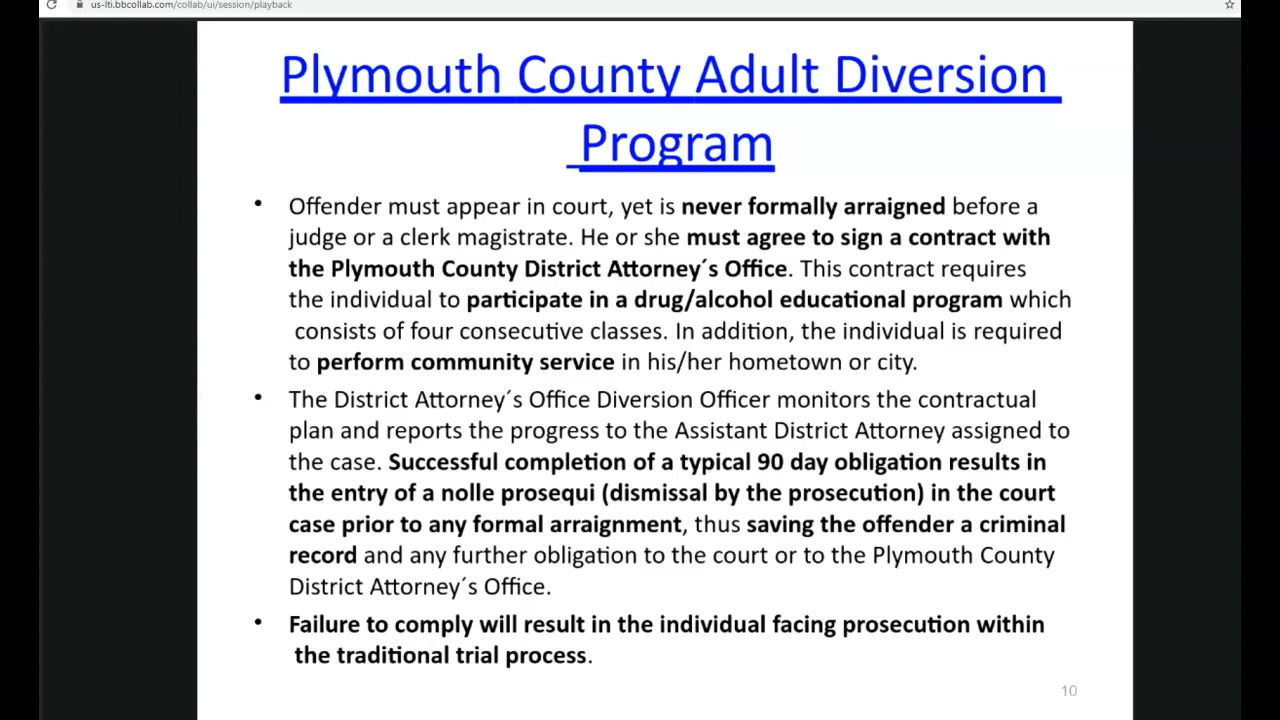 us-lti.bbcollab.com/collab/ui/session/playback
Plymouth County Adult Diversion
Program
• Offender must appear in court, yet is never formally arraigned before a
judge or a clerk magistrate. He or she must agree to sign a contract with
the Plymouth County District Attorney´s Office. This contract requires
the individual to participate in a drug/alcohol educational program which
consists of four consecutive classes. In addition, the individual is required
to perform community service in his/her hometown or city.
• The District Attorney´s Office Diversion Officer monitors the contractual
plan and reports the progress to the Assistant District Attorney assigned to
the case. Successful completion of a typical 90 day obligation results in
the entry of a nolle prosequi (dismissal by the prosecution) in the court
case prior to any formal arraignment, thus saving the offender a criminal
record and any further obligation to the court or to the Plymouth County
District Attorney´s Office.
• Failure to comply will result in the individual facing prosecution within
the traditional trial process.
10